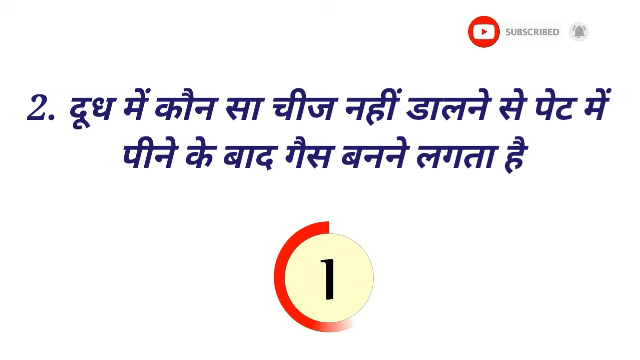 SUBSCRIBED
2. दूध में कौन सा चीज नहीं डालने से पेट में
पीने के बाद गैस बनने लगता है
1